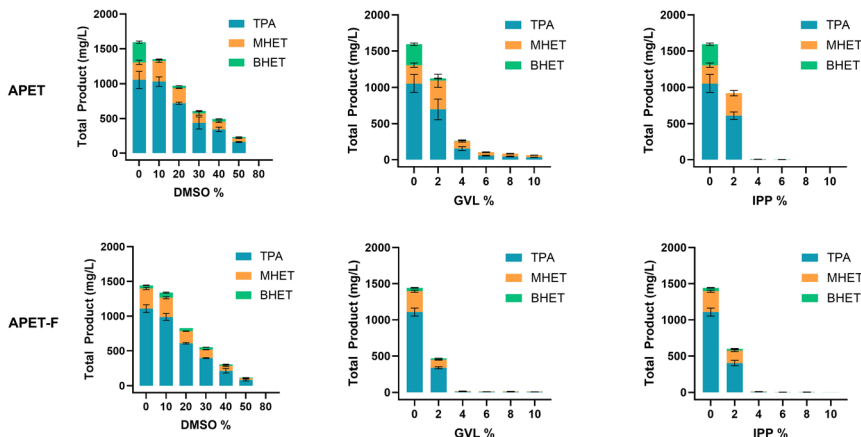 APET
Total Product (mg/L)
2000
1500
1000
500
0
0 10 20 30 40 50 80
DMSO %
TPA
MHET
BHET
Total Product (mg/L)
2000
1500
1000
500
0
0 2 4 6 8 10
GVL %
TPA
MHET
BHET
Total Product (mg/L)
2000
1500
1000
500
0
0 2 4 6 8 10
IPP %
TPA
MHET
BHET
APET-F
Total Product (mg/L)
2000
1500
1000
500
0
0 10 20 30 40 50 80
DMSO %
TPA
MHET
BHET
Total Product (mg/L)
2000
1500
1000
500
0
0 2 4 6 8 10
GVL %
TPA
MHET
BHET
Total Product (mg/L)
2000
1500
1000
500
0
0 2 4 6 8 10
IPP %
TPA
MHET
BHET